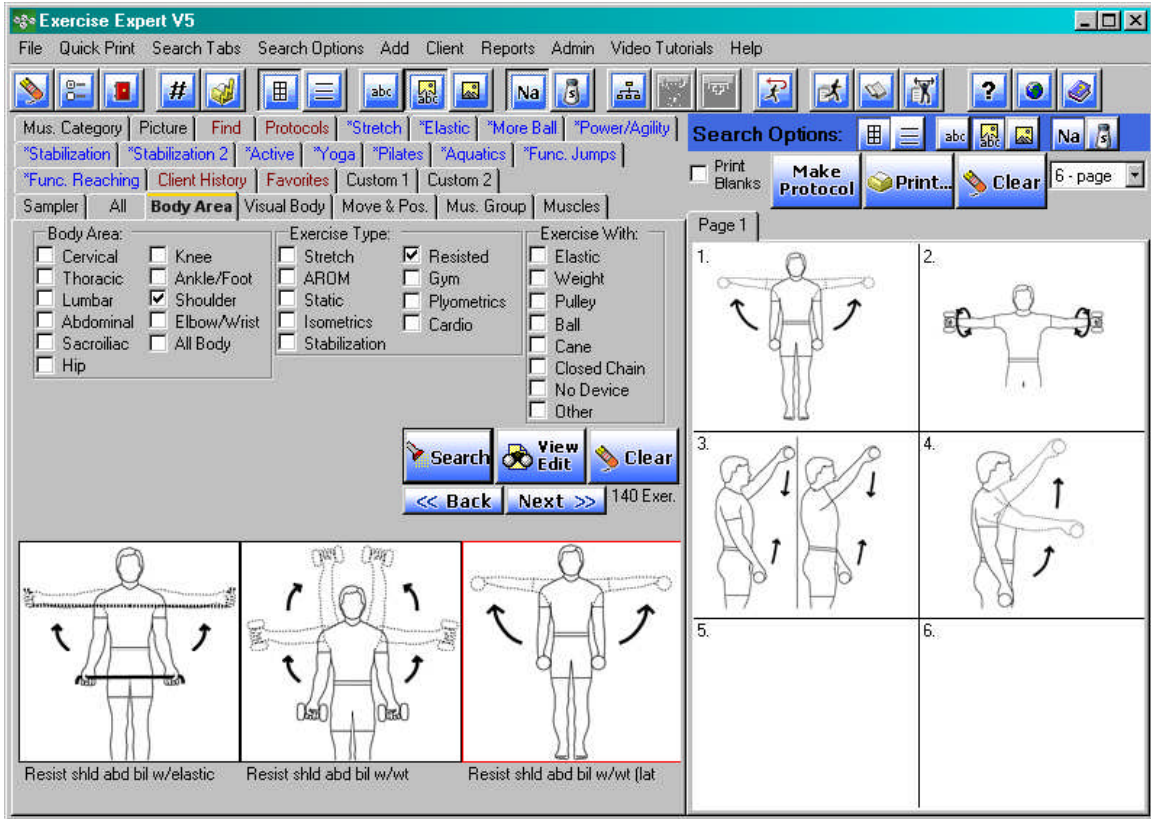 Exercise Expert V5
File Quick Print Search Tabs Search Options Add Client Reports Admin Video Tutorials Help
# abc abc Na s ?
Mus. Category Picture Find Protocols *Stretch *Elastic *More Ball *Power/Agility
*Stabilization *Stabilization 2 *Active *Yoga *Pilates *Aquatics *Func. Jumps
*Func. Reaching Client History Favorites Custom 1 Custom 2
Sampler All Body Area Visual Body Move & Pos. Mus. Group Muscles
Body Area:
Cervical Knee
Thoracic Ankle/Foot
Lumbar Shoulder
Abdominal Elbow/Wrist
Sacroiliac All Body
Hip
Exercise Type:
Stretch Resisted
AROM Gym
Static Plyometrics
Isometrics Cardio
Stabilization
Exercise With:
Elastic
Weight
Pulley
Ball
Cane
Closed Chain
No Device
Other
Search View Edit Clear
<< Back Next >> 140 Exer.
Resist shld abd bil w/elastic Resist shld abd bil w/wt Resist shld abd bil w/wt (lat
Search Options: abc abc Na s
Print Blanks Make Protocol Print... Clear 6 - page
Page 1
1. 2.
3. 4.
5. 6.